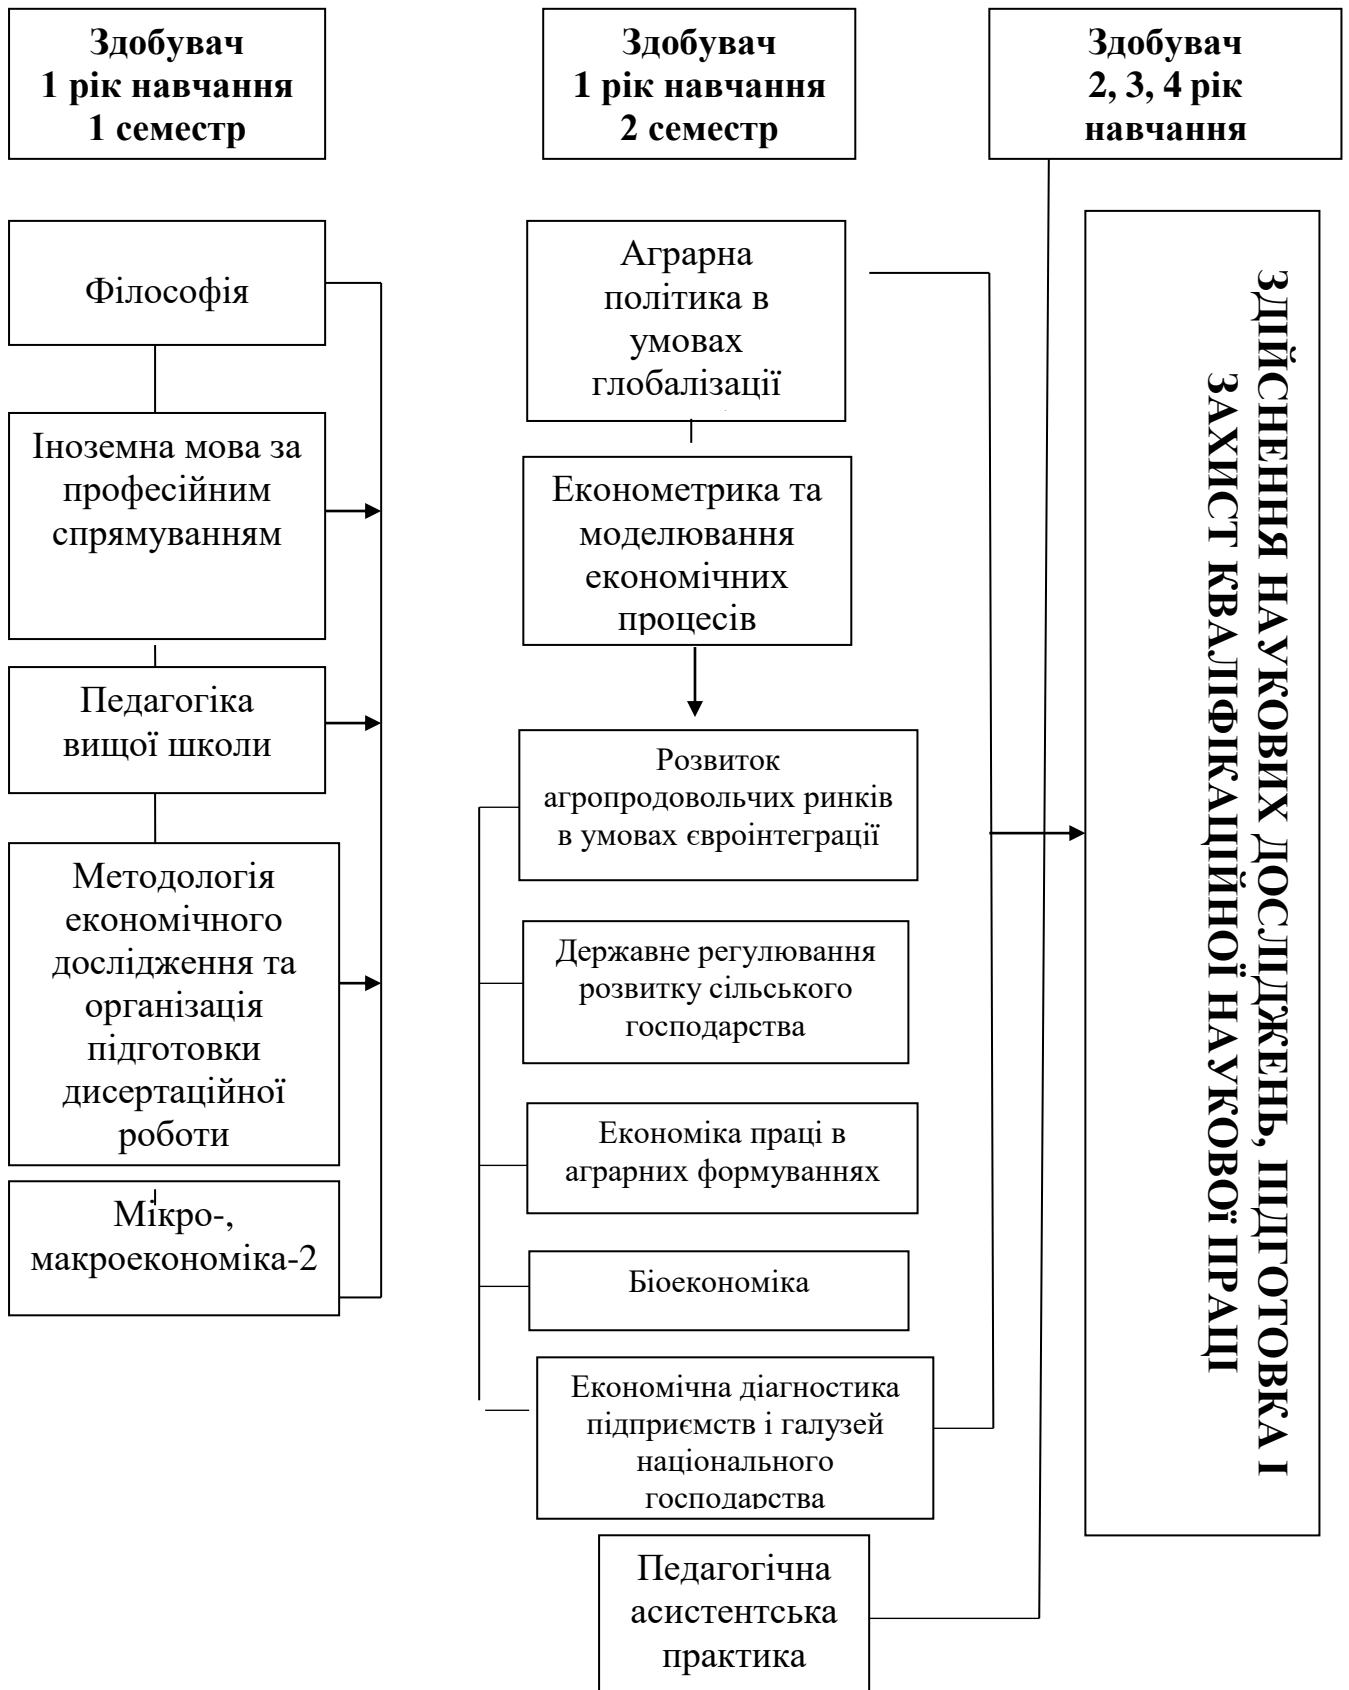 Здобувач
1 рік навчання
1 семестр
Здобувач
1 рік навчання
2 семестр
Здобувач
2, 3, 4 рік
навчання
Філософія
Іноземна мова за
професійним
спрямуванням
Педагогіка
вищої школи
Методологія
економічного
дослідження та
організація
підготовки
дисертаційної
роботи
Мікро-,
макроекономіка-2
Аграрна
політика в
умовах
глобалізації
Економетрика та
моделювання
економічних
процесів
Розвиток
агропродовольчих ринків
в умовах євроінтеграції
Державне регулювання
розвитку сільського
господарства
Економіка праці в
аграрних формуваннях
Біоекономіка
Економічна діагностика
підприємств і галузей
національного
господарства
Педагогічна
асистентська
практика
ЗДІЙСНЕННЯ НАУКОВИХ ДОСЛІДЖЕНЬ, ПІДГОТОВКА І
ЗАХИСТ КВАЛІФІКАЦІЙНОЇ НАУКОВОЇ ПРАЦІ